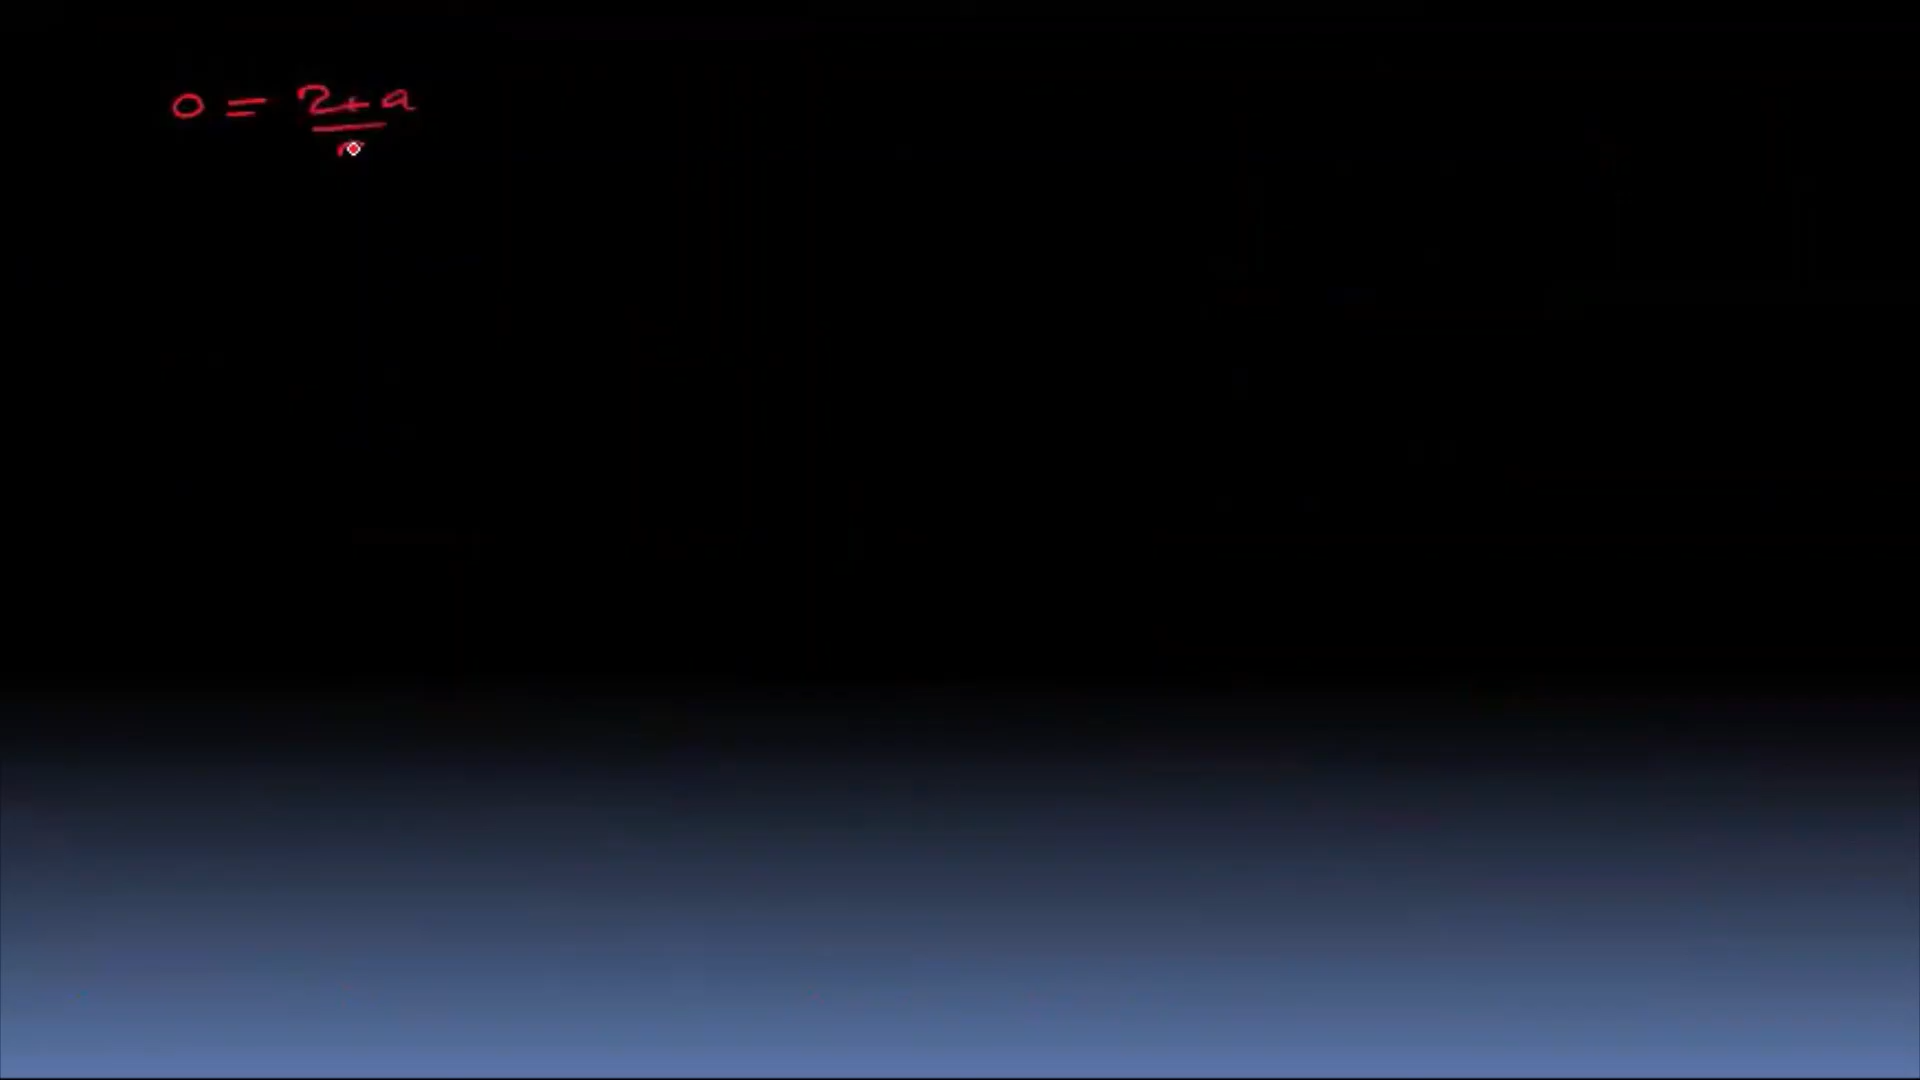 0 = 2+a